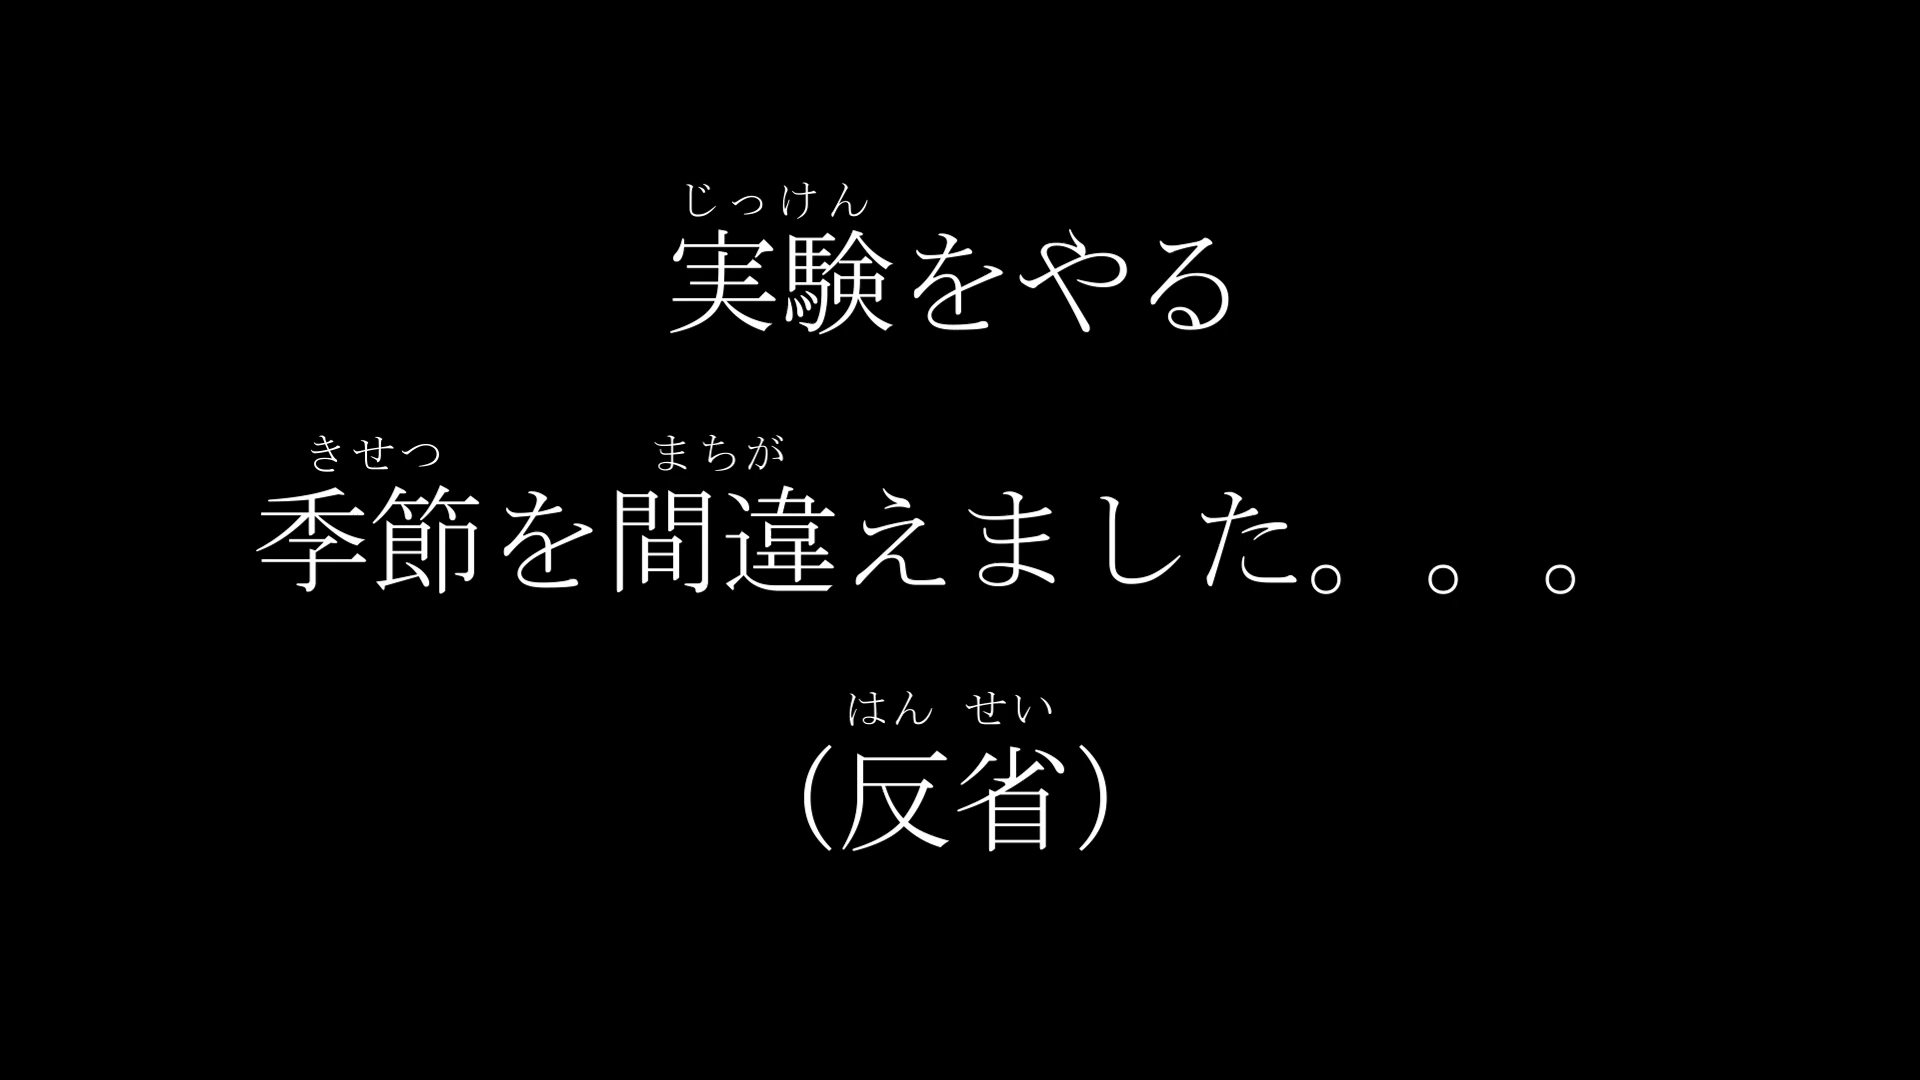 じっけん
実験をやる
きせつ まちが
季節を間違えました。。。
はん せい
（反省）